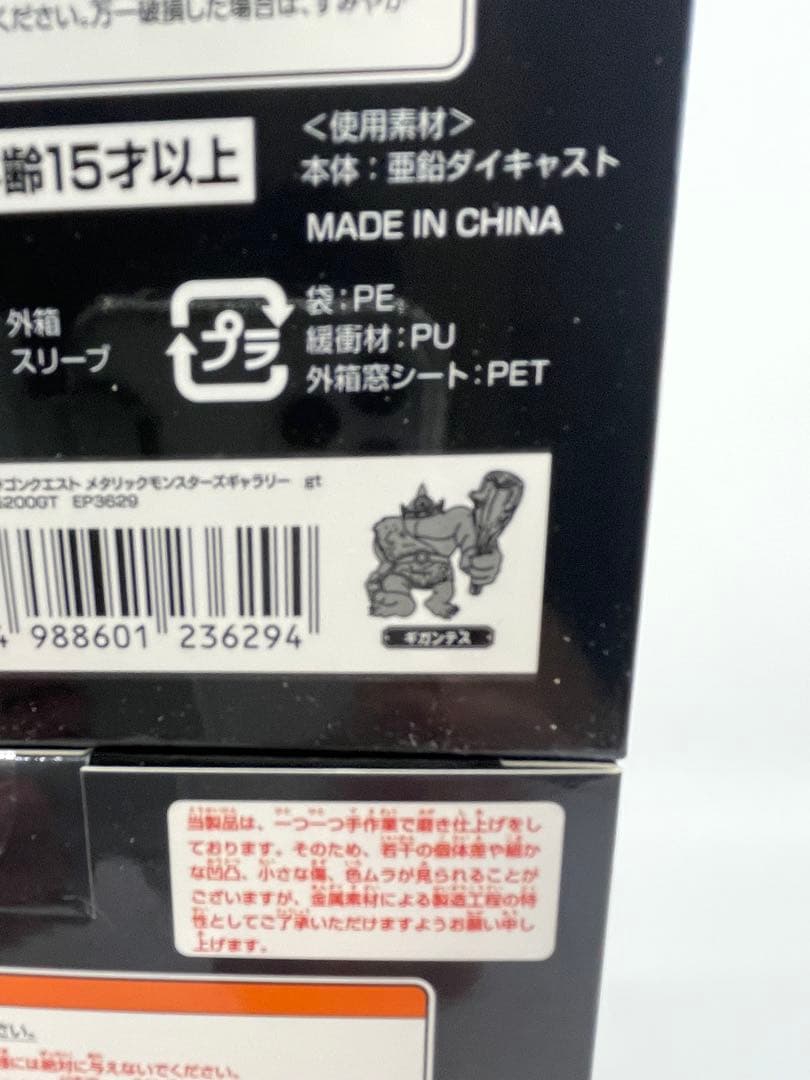 ください。万一破損した場合は、すみやか
齢15才以上
<使用素材>
本体：亜鉛ダイキャスト
MADE IN CHINA
外箱
スリーブ
プラ
袋：PE
緩衝材：PU
外箱窓シート：PET
ゴンクエスト メタリックモンスターズギャラリー gt
200GT EP3629
4 988601 236294
ギガンテス
当製品は、一つ一つ手作業で磨き仕上げをし
ております。そのため、若干の個体差や細か
な凹凸、小さな傷、色ムラが見られることが
ございますが、金属素材による製造工程の特
性としてご了承いただけますようお願い申し
上げます。
さい。
には絶対に与えないでください。